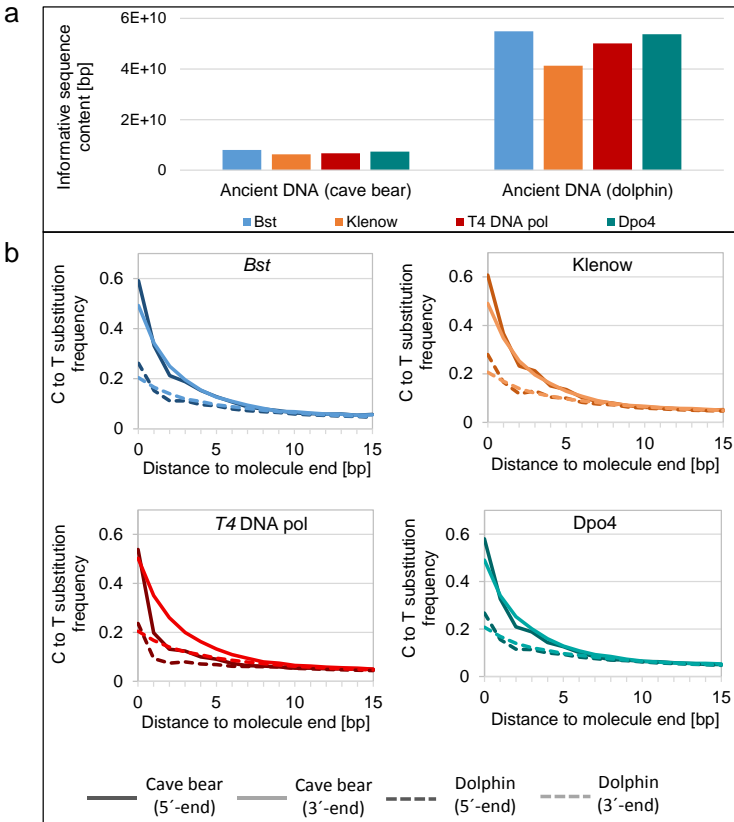 a
Informative sequence
content [bp]
6E+10
4E+10
2E+10
0
Ancient DNA (cave bear) Ancient DNA (dolphin)
Bst Klenow T4 DNA pol Dpo4
b
Bst
C to T substitution
frequency
0.6
0.4
0.2
0
0 5 10 15
Distance to molecule end [bp]
Klenow
C to T substitution
frequency
0.6
0.4
0.2
0
0 5 10 15
Distance to molecule end [bp]
T4 DNA pol
C to T substitution
frequency
0.6
0.4
0.2
0
0 5 10 15
Distance to molecule end [bp]
Dpo4
C to T substitution
frequency
0.6
0.4
0.2
0
0 5 10 15
Distance to molecule end [bp]
Cave bear
(5´-end)
Cave bear
(3´-end)
Dolphin
(5´-end)
Dolphin
(3´-end)